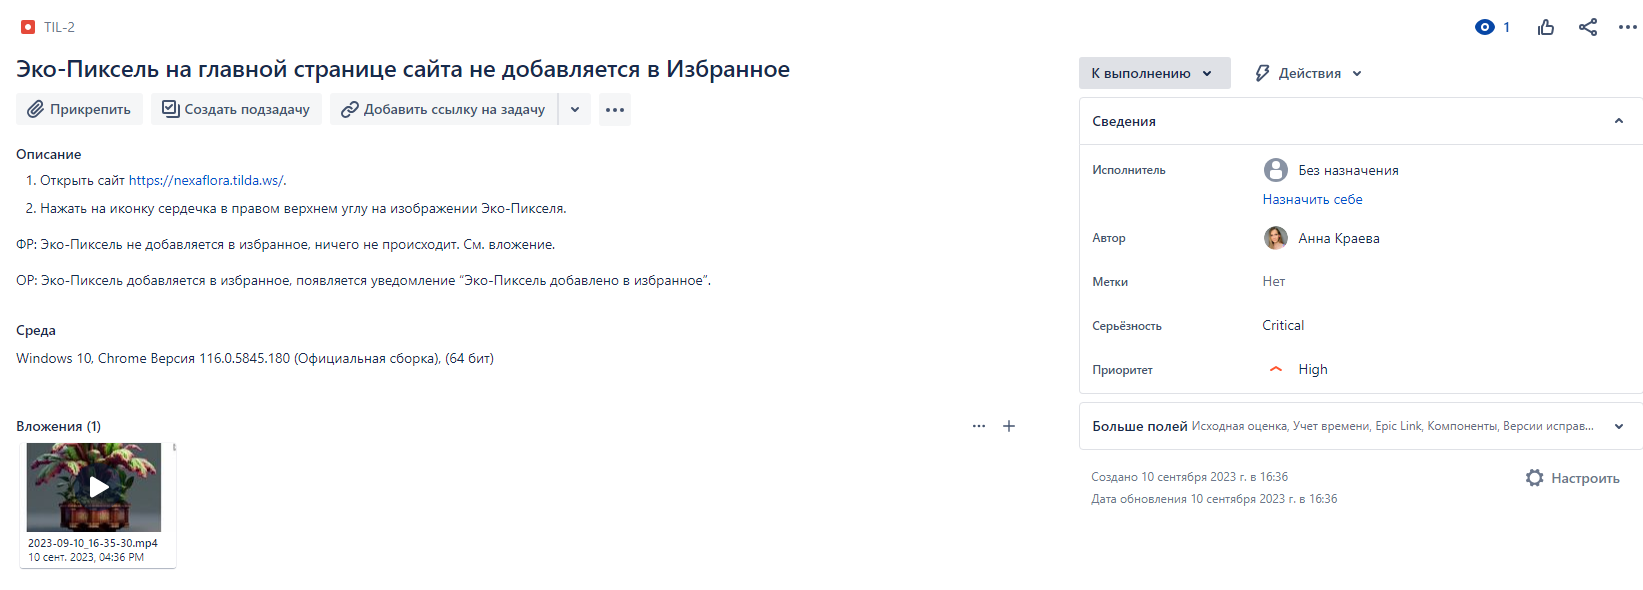 TIL-2
1
Эко-Пиксель на главной странице сайта не добавляется в Избранное
Прикрепить
Создать подзадачу
Добавить ссылку на задачу
Описание
1. Открыть сайт https://nexaflora.tilda.ws/.
2. Нажать на иконку сердечка в правом верхнем углу на изображении Эко-Пикселя.
ФР: Эко-Пиксель не добавляется в избранное, ничего не происходит. См. вложение.
ОР: Эко-Пиксель добавляется в избранное, появляется уведомление “Эко-Пиксель добавлено в избранное”.
Среда
Windows 10, Chrome Версия 116.0.5845.180 (Официальная сборка), (64 бит)
Вложения (1)
2023-09-10_16-35-30.mp4
10 сент. 2023, 04:36 PM
К выполнению
Действия
Сведения
Исполнитель
Без назначения
Назначить себе
Автор
Анна Краева
Метки
Нет
Серьёзность
Critical
Приоритет
High
Больше полей Исходная оценка, Учет времени, Epic Link, Компоненты, Версии исправ...
Создано 10 сентября 2023 г. в 16:36
Дата обновления 10 сентября 2023 г. в 16:36
Настроить